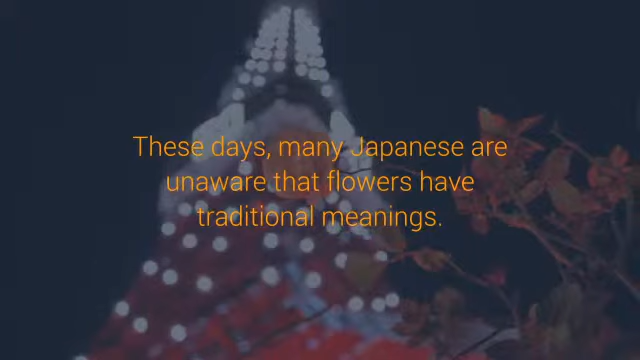 These days, many Japanese are
unaware that flowers have
traditional meanings.